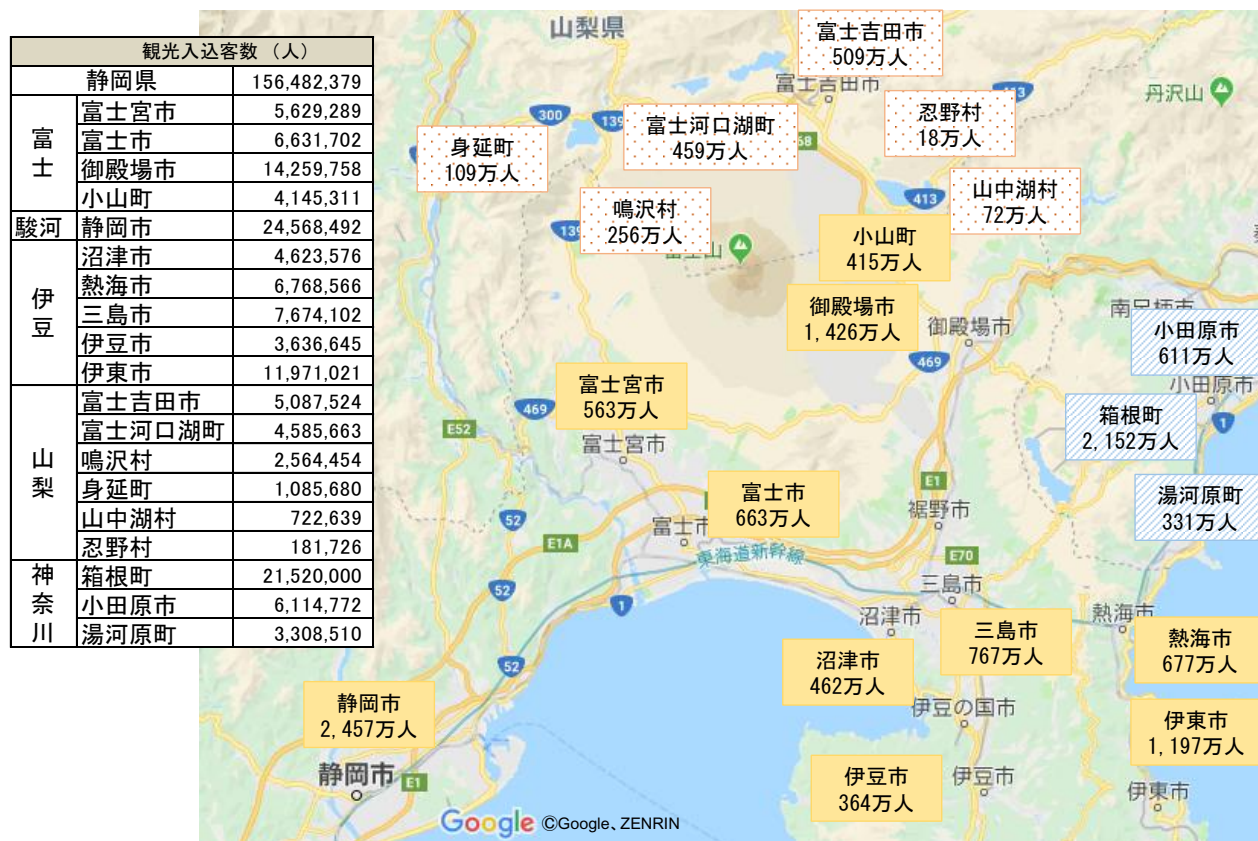 観光入込客数 （人）
静岡県 156,482,379
富士 富士宮市 5,629,289
富士市 6,631,702
御殿場市 14,259,758
小山町 4,145,311
駿河 静岡市 24,568,492
伊豆 沼津市 4,623,576
熱海市 6,768,566
三島市 7,674,102
伊豆市 3,636,645
伊東市 11,971,021
山梨 富士吉田市 5,087,524
富士河口湖町 4,585,663
鳴沢村 2,564,454
身延町 1,085,680
山中湖村 722,639
忍野村 181,726
神奈川 箱根町 21,520,000
小田原市 6,114,772
湯河原町 3,308,510
山梨県
富士吉田市
509万人
富士吉田市
413
丹沢山
300
139
富士河口湖町
459万人
68
忍野村
18万人
身延町
109万人
山中湖村
72万人
413
鳴沢村
256万人
139
富士山
小山町
415万人
御殿場市
1,426万人
御殿場市
南足柄市
小田原市
611万人
小田原市
469
富士宮市
563万人
469
E52
富士宮市
箱根町
2,152万人
1
E1
富士市
663万人
富士市
裾野市
湯河原町
331万人
52
E1A
東海道新幹線
E70
52
1
三島市
沼津市
熱海市
三島市
767万人
熱海市
677万人
沼津市
462万人
52
静岡市
2,457万人
伊豆の国市
伊東市
1,197万人
静岡市
E1
伊豆市
364万人
伊豆市
伊東市
Google ©Google、ZENRIN